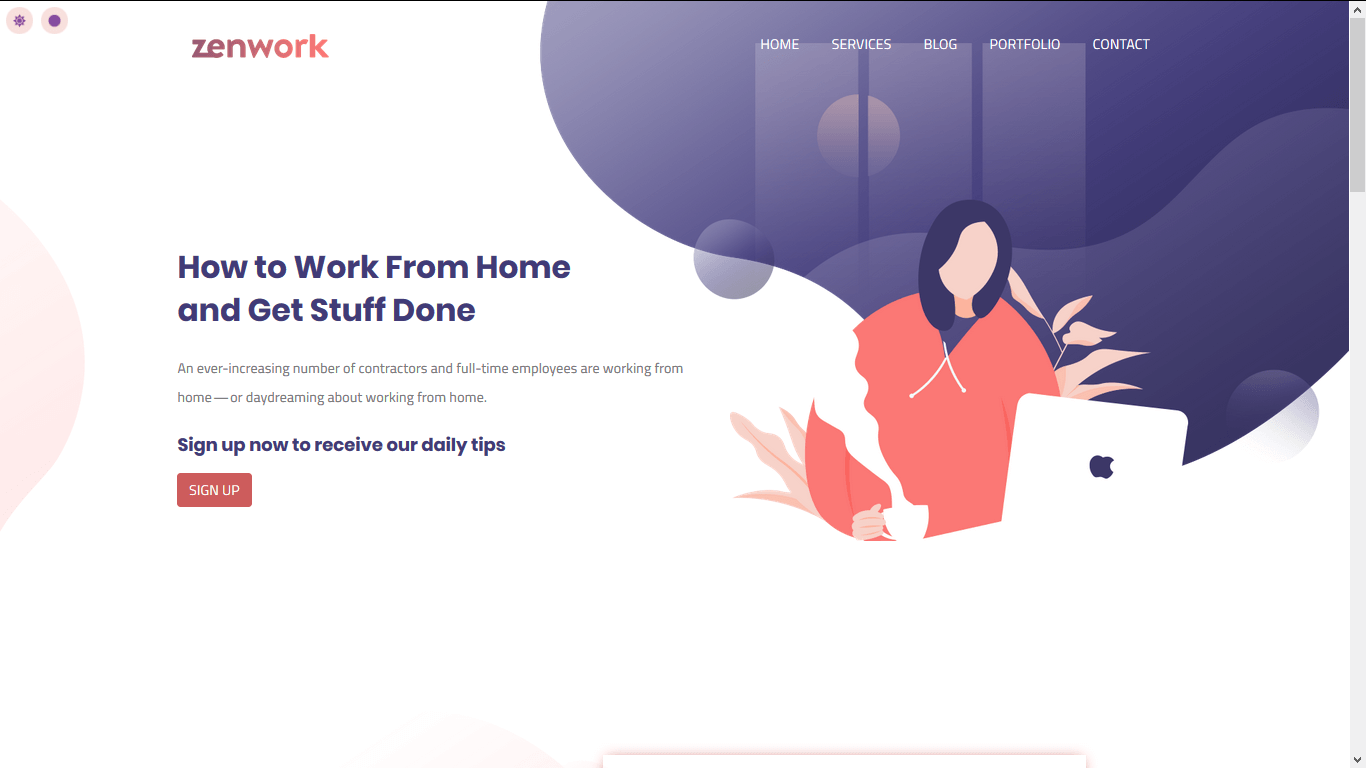 zenwork
HOME SERVICES BLOG PORTFOLIO CONTACT
How to Work From Home
and Get Stuff Done
An ever-increasing number of contractors and full-time employees are working from
home — or daydreaming about working from home.
Sign up now to receive our daily tips
SIGN UP